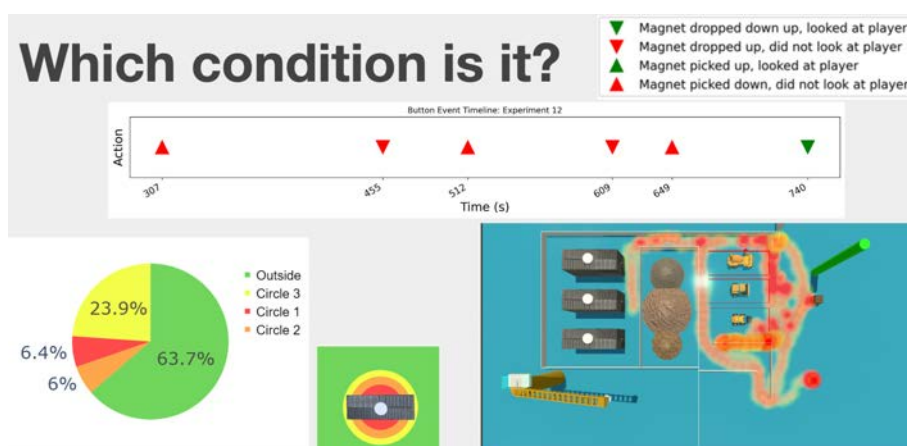 Which condition is it?
Magnet dropped down up, looked at player
Magnet dropped up, did not look at player
Magnet picked up, looked at player
Magnet picked down, did not look at player
Button Event Timeline: Experiment 12
Action
307
455
512
609
649
740
Time (s)
23.9%
6.4%
6%
63.7%
Outside
Circle 3
Circle 1
Circle 2